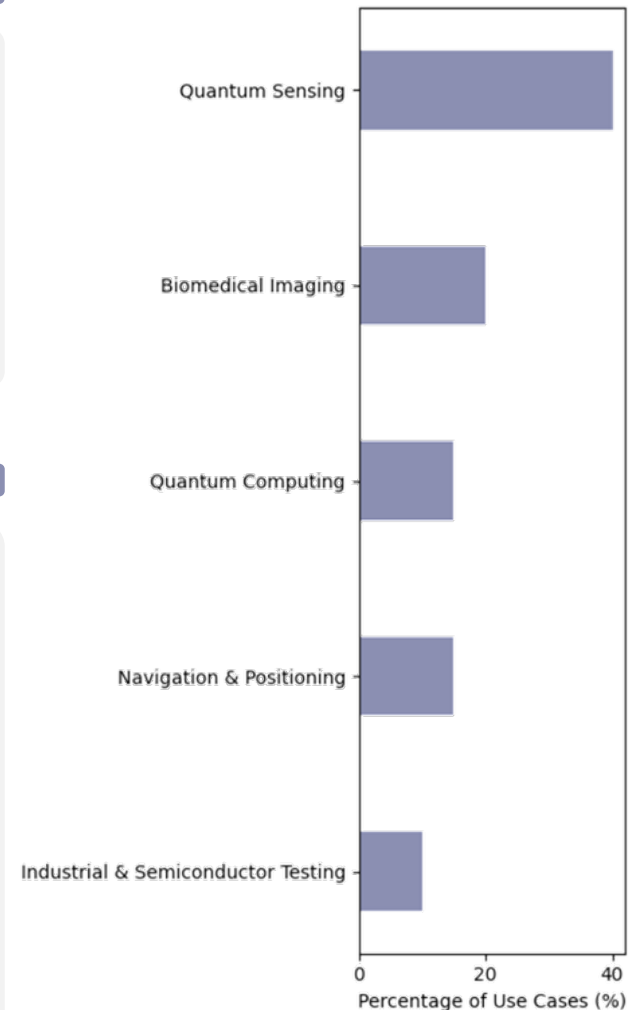 Quantum Sensing
Biomedical Imaging
Quantum Computing
Navigation & Positioning
Industrial & Semiconductor Testing
0 20 40
Percentage of Use Cases (%)